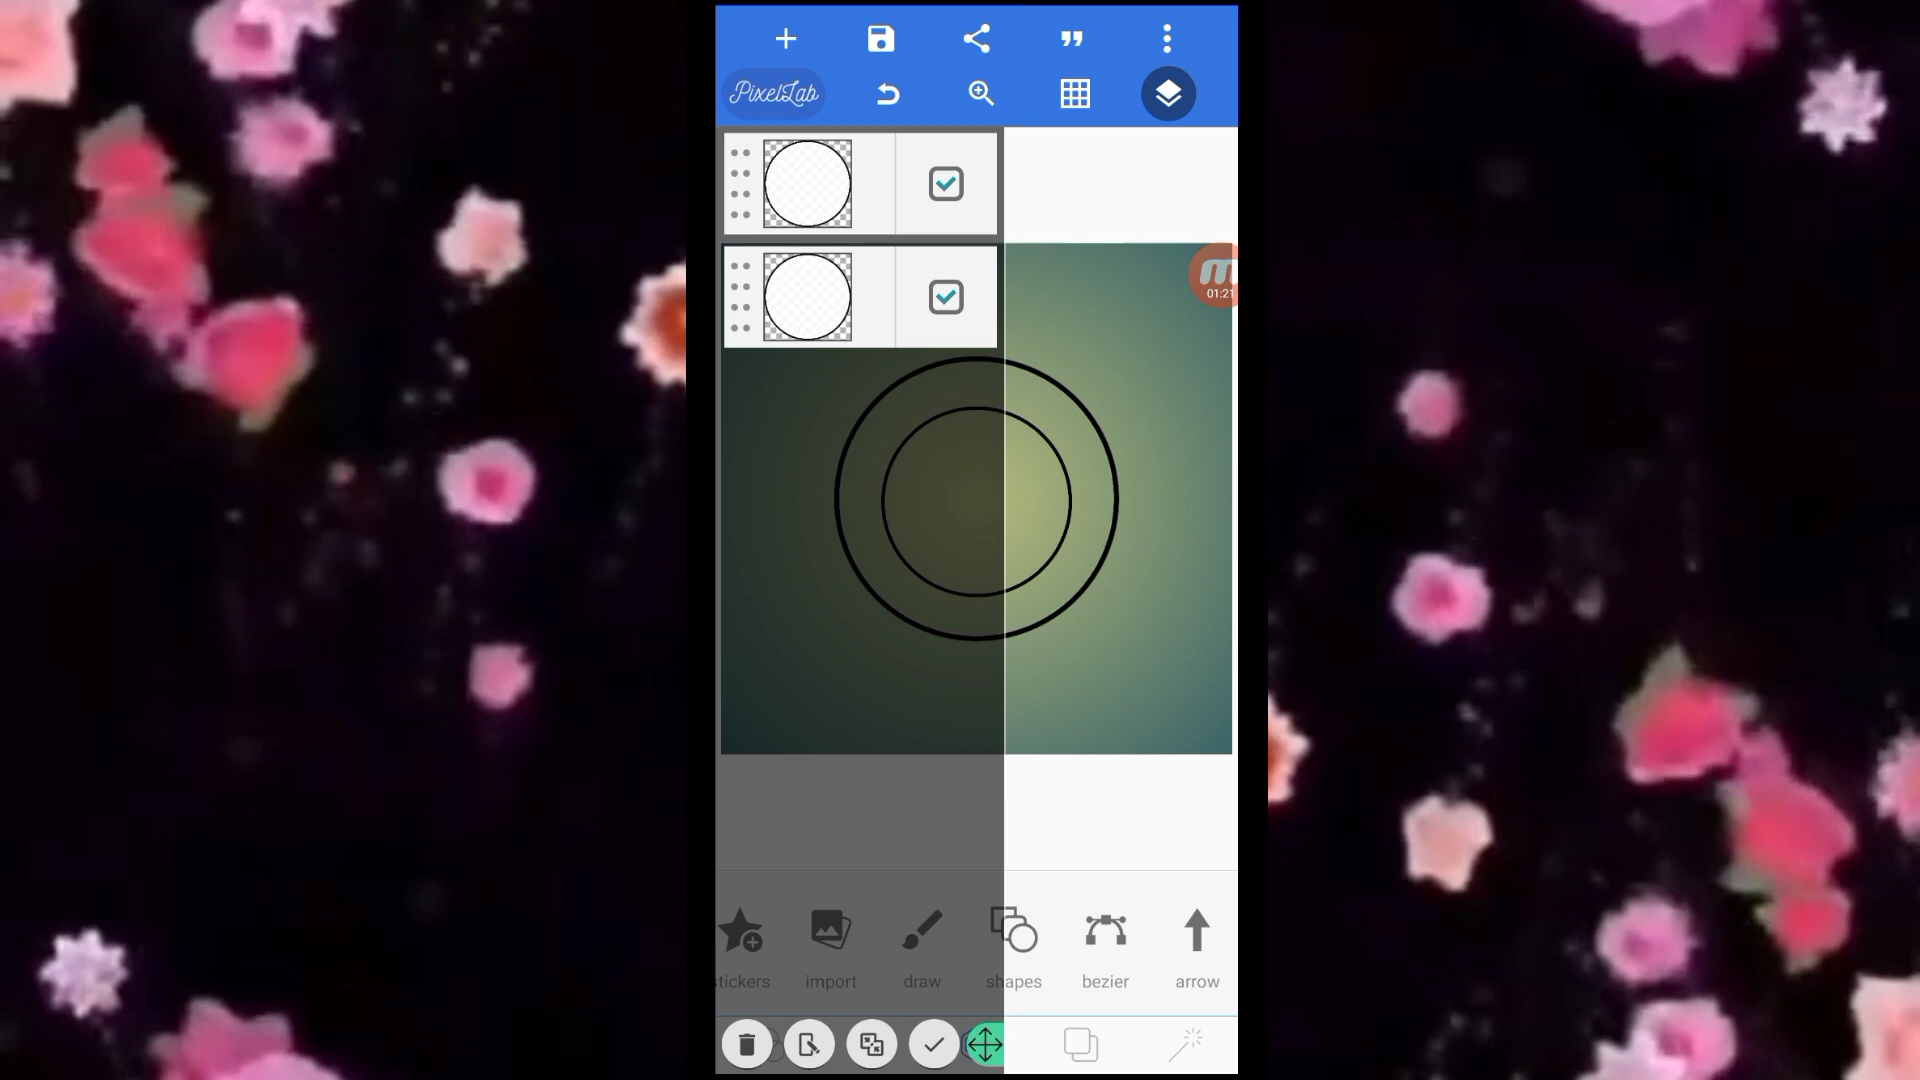 PixelLab
01:21
stickers
import
draw
shapes
bezier
arrow